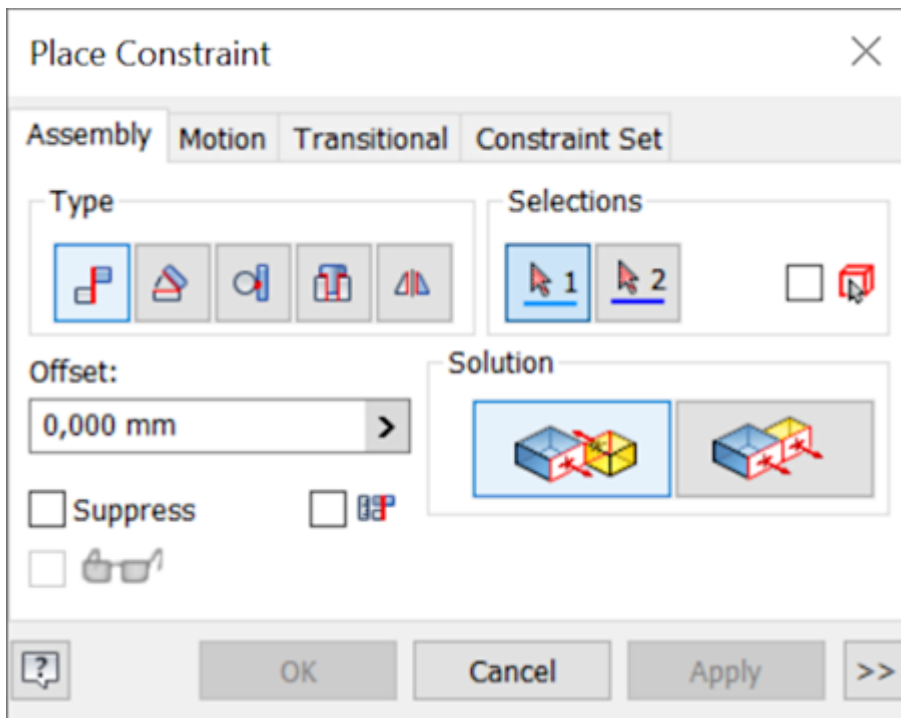 Place Constraint
Assembly Motion Transitional Constraint Set
Type
Selections
1 2
Offset:
0,000 mm >
Solution
Suppress
? OK Cancel Apply >>